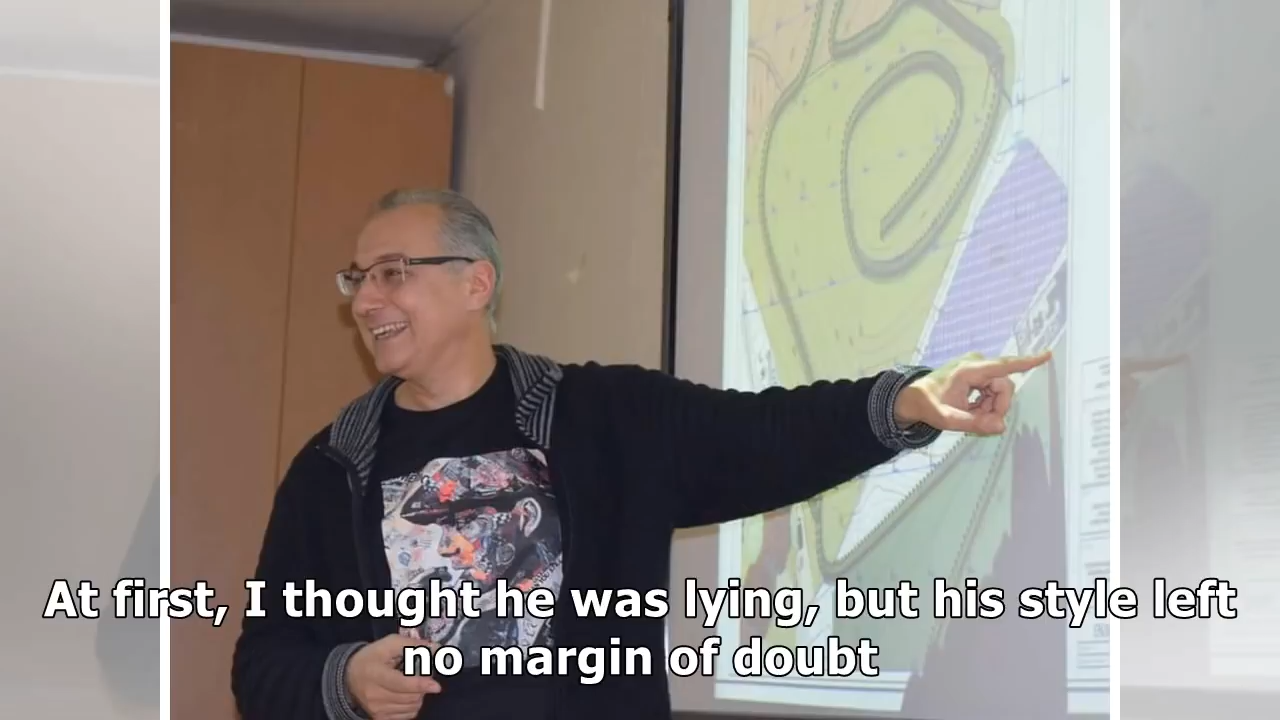 At first, I thought he was lying, but his style left
no margin of doubt